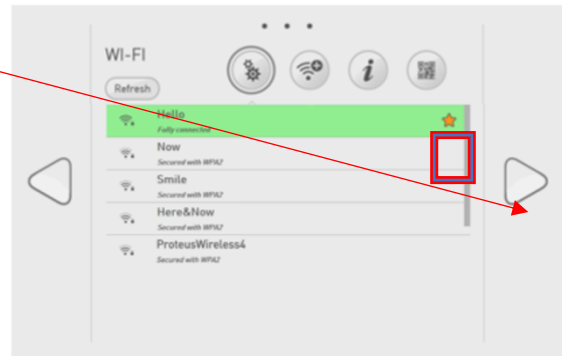 WI-FI
Refresh
Hello
Fully connected
Now
Secured with WPA2
Smile
Secured with WPA2
Here&Now
Secured with WPA2
ProteusWireless4
Secured with WPA2